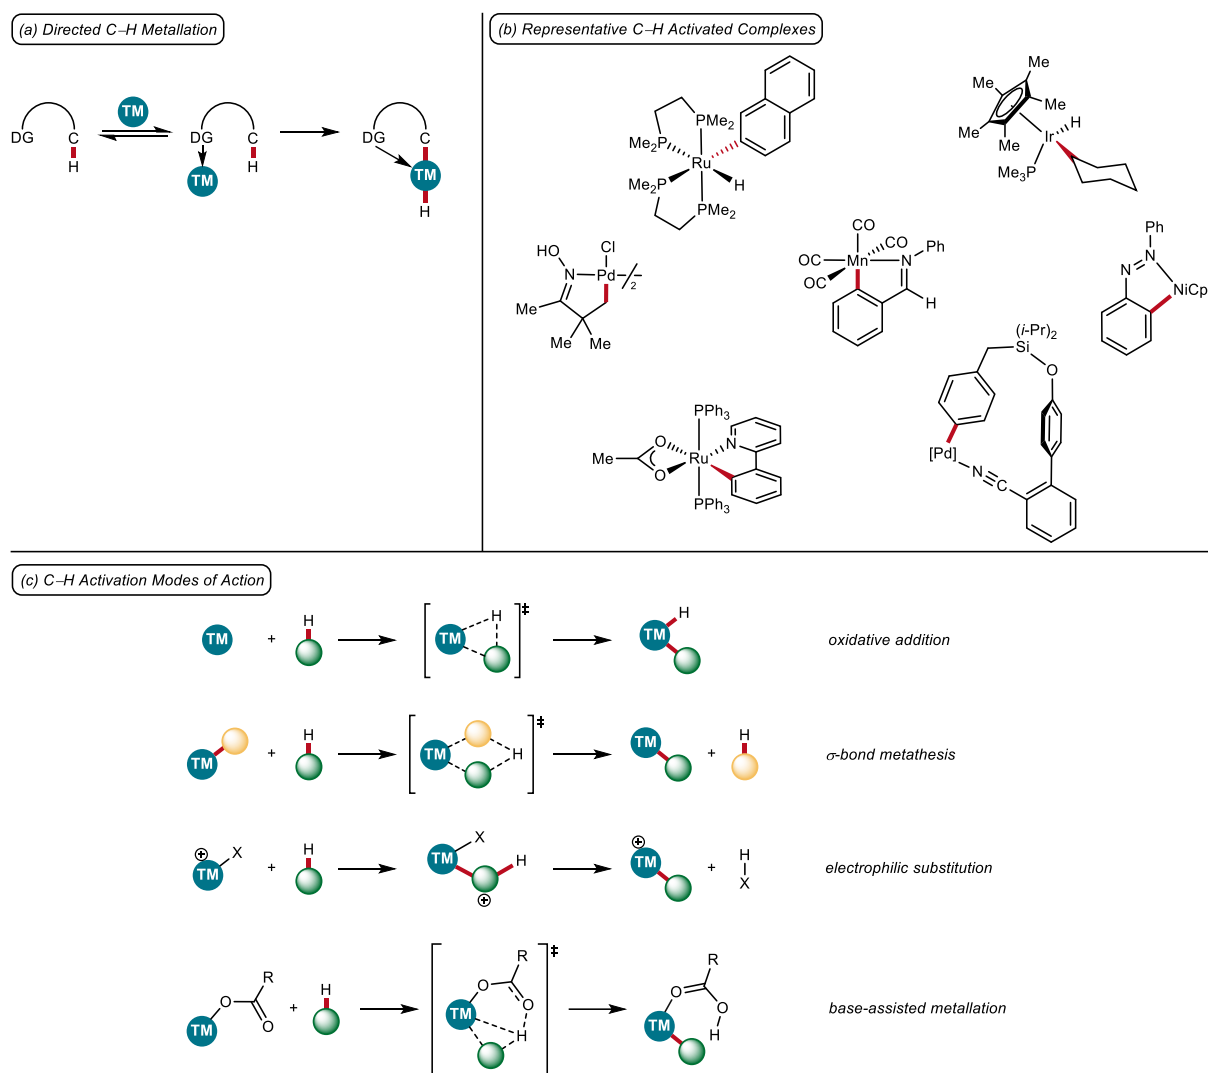 (a) Directed C–H Metallation
DG C H
TM
DG C H
TM
DG C
TM
H
(b) Representative C–H Activated Complexes
PMe2
Me2P
Ru
H
Me2P
PMe2
Me
Me
Me
Me
Me
Ir
H
Me3P
HO
N
Cl
Pd
2
Me
Me
Me
CO
CO
OC
OC
Mn
N
Ph
H
Ph
N
N
NiCp
PPh3
Me
O
O
Ru
N
PPh3
(i-Pr)2
Si
O
[Pd]
N
C
(c) C–H Activation Modes of Action
TM + H
TM H ‡
TM H
oxidative addition
TM + H
TM H ‡
TM + H
σ-bond metathesis
+ TM X + H
TM X H +
+ TM + H X
electrophilic substitution
TM O R O + H
TM O R O H ‡
TM O R O H
base-assisted metallation